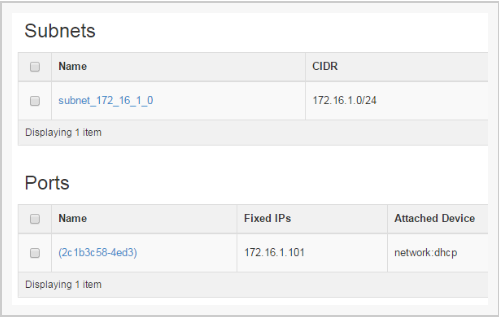 Subnets
Name CIDR
subnet_172_16_1_0 172.16.1.0/24
Displaying 1 item
Ports
Name Fixed IPs Attached Device
(2c1b3c58-4ed3) 172.16.1.101 network:dhcp
Displaying 1 item